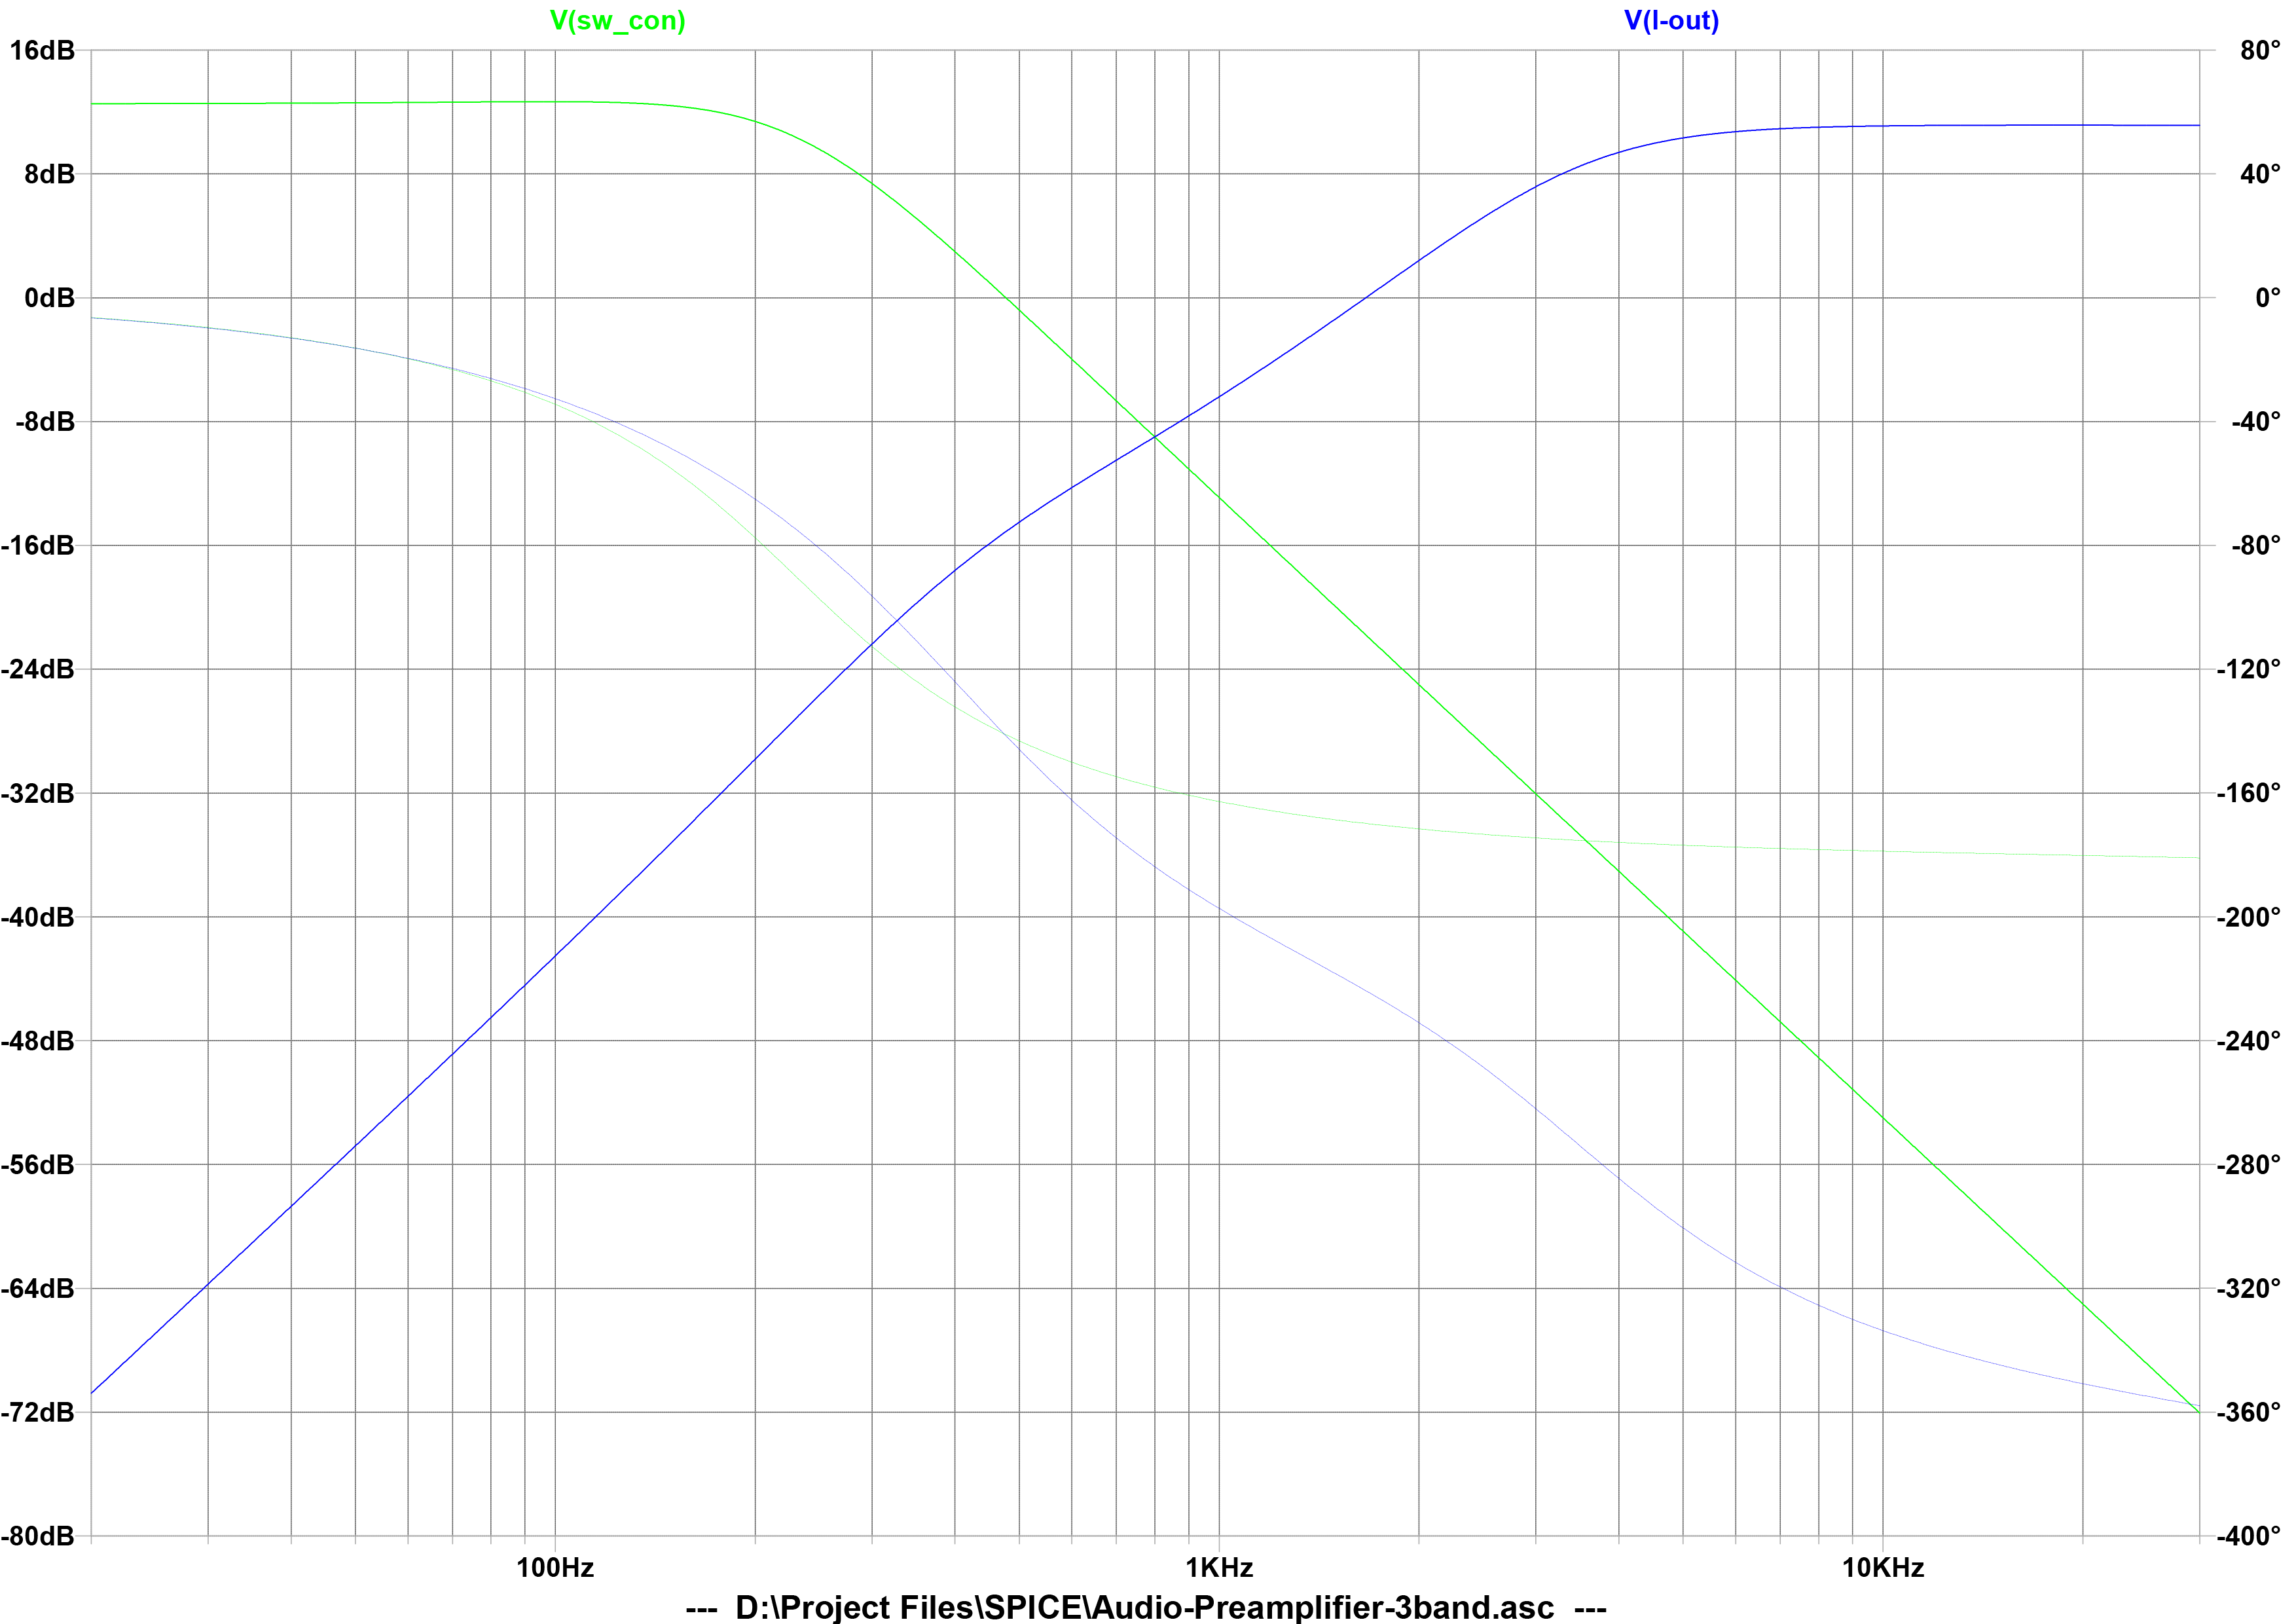 V(sw_con) V(l-out)
16dB 80°
8dB 40°
0dB 0°
-8dB -40°
-16dB -80°
-24dB -120°
-32dB -160°
-40dB -200°
-48dB -240°
-56dB -280°
-64dB -320°
-72dB -360°
-80dB -400°
100Hz 1KHz 10KHz
--- D:\Project Files\SPICE\Audio-Preamplifier-3band.asc ---